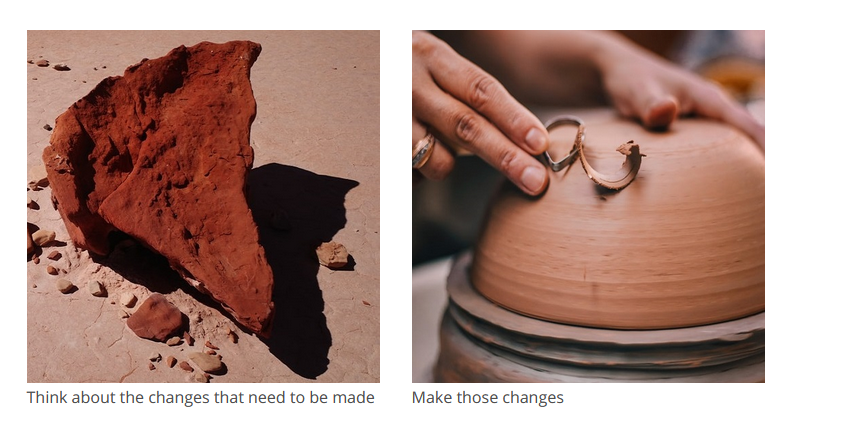 Think about the changes that need to be made
Make those changes